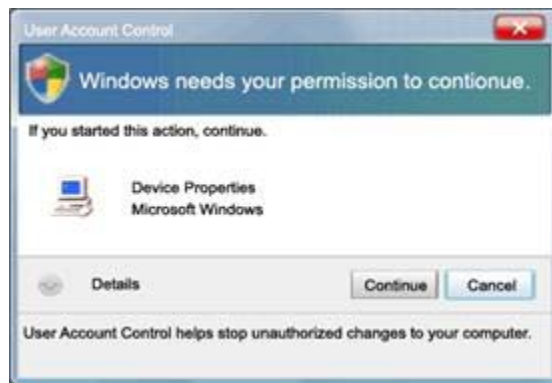 User Account Control
Windows needs your permission to contionue.
If you started this action, continue.
Device Properties
Microsoft Windows
Details
Continue
Cancel
User Account Control helps stop unauthorized changes to your computer.